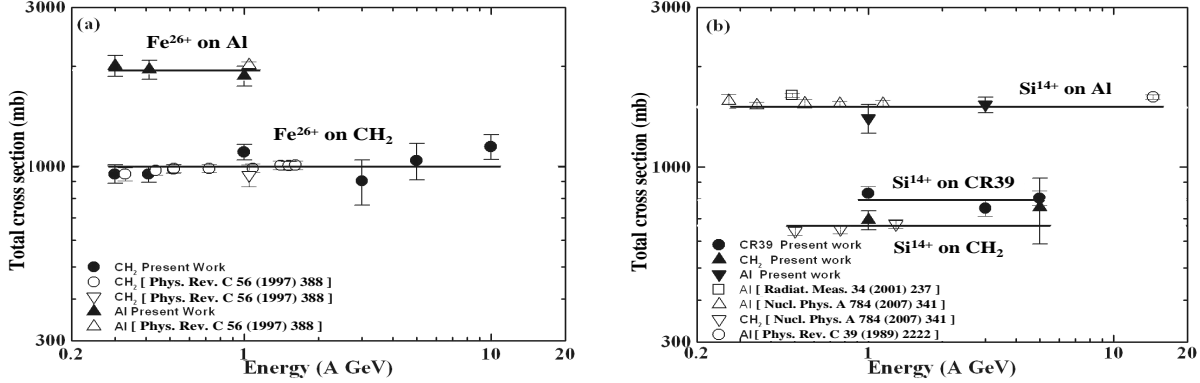 3000
(a)
Fe26+ on Al
Fe26+ on CH2
1000
Total cross section (mb)
CH2 Present Work
CH2 [ Phys. Rev. C 56 (1997) 388 ]
CH2 [ Phys. Rev. C 56 (1997) 388 ]
Al Present Work
Al [ Phys. Rev. C 56 (1997) 388 ]
300
0.2 1 10 20
Energy (A GeV)
3000
(b)
Si14+ on Al
1000
Total cross section (mb)
Si14+ on CR39
Si14+ on CH2
CR39 Present work
CH2 Present work
Al Present work
Al [ Radiat. Meas. 34 (2001) 237 ]
Al [ Nucl. Phys. A 784 (2007) 341 ]
CH2 [ Nucl. Phys. A 784 (2007) 341 ]
Al [ Phys. Rev. C 39 (1989) 2222 ]
300
0.2 1 10 20
Energy (A GeV)